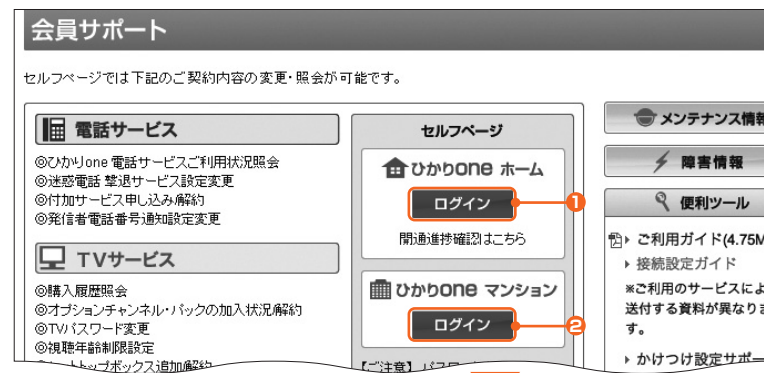 会員サポート
セルフページでは下記のご契約内容の変更・照会が可能です。
電話サービス
◎ひかりone 電話サービスご利用状況照会
◎迷惑電話 撃退サービス設定変更
◎付加サービス申し込み/解約
◎発信者電話番号通知設定変更
TVサービス
◎購入履歴照会
◎オプションチャンネル・パックの加入状況/解約
◎TVパスワード変更
◎視聴年齢制限設定
セルフページ
ひかりone ホーム
ログイン
1
開通進捗確認はこちら
ひかりone マンション
ログイン
2
【ご注意】
メンテナンス情報
障害情報
便利ツール
ご利用ガイド(4.75M
接続設定ガイド
※ご利用のサービスによ
送付する資料が異なりま
す。
かけつけ設定サポー